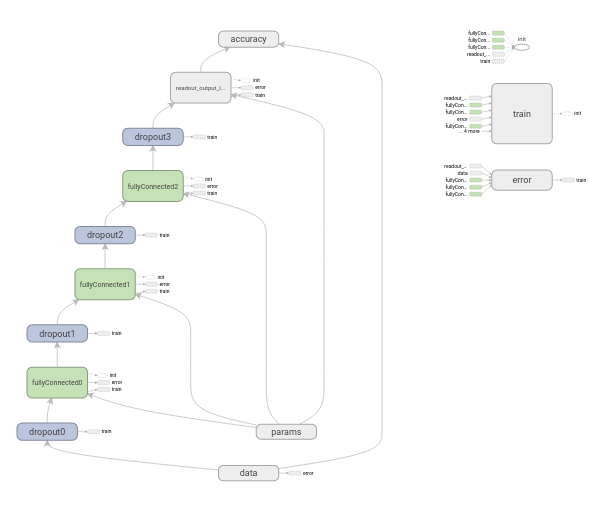 accuracy
readout_output_l...
init
error
train
dropout3
train
fullyConnected2
init
error
train
dropout2
train
fullyConnected1
init
error
train
dropout1
train
fullyConnected0
init
error
train
dropout0
train
params
data
error
fullyCon...
fullyCon...
fullyCon...
readout_...
train
init
readout_...
fullyCon...
fullyCon...
error
fullyCon...
... 4 more
train
init
readout_...
data
fullyCon...
fullyCon...
fullyCon...
error
train